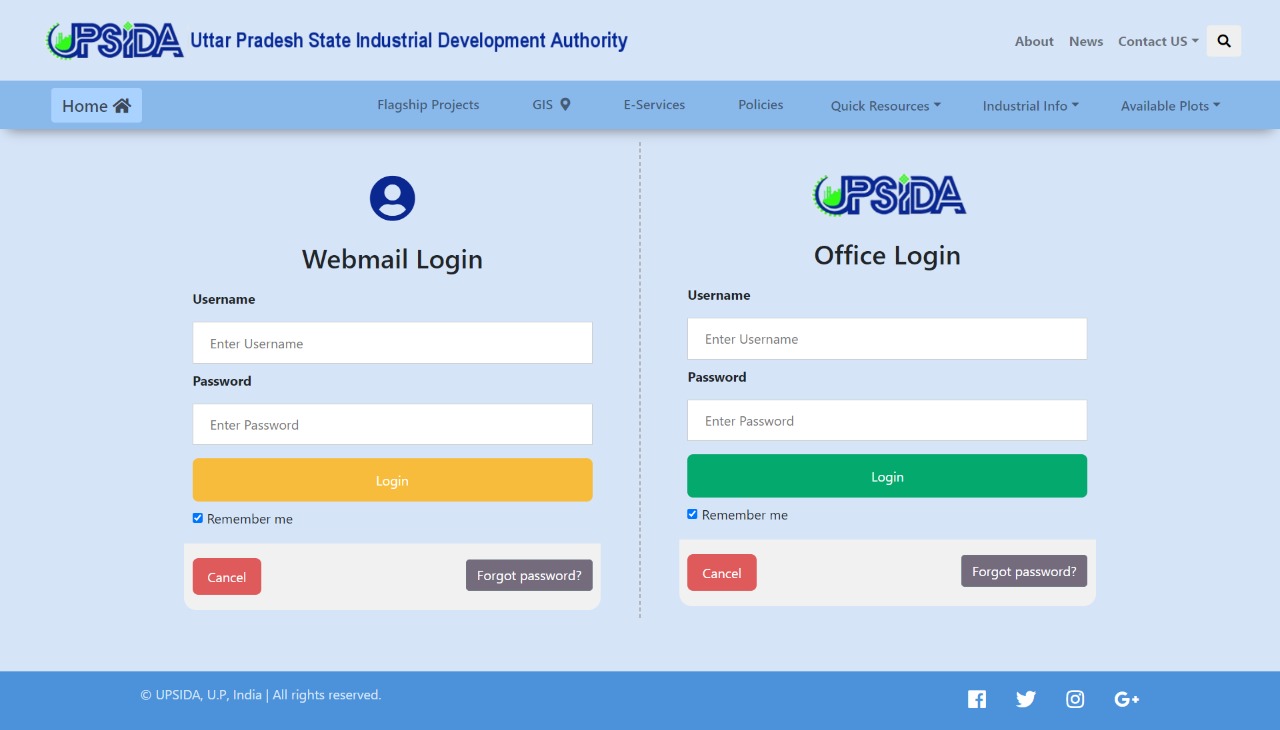 UPSIDA Uttar Pradesh State Industrial Development Authority
About News Contact US
Home Flagship Projects GIS E-Services Policies Quick Resources Industrial Info Available Plots
Webmail Login
Username
Enter Username
Password
Enter Password
Login
Remember me
Cancel Forgot password?
UPSIDA
Office Login
Username
Enter Username
Password
Enter Password
Login
Remember me
Cancel Forgot password?
© UPSIDA, U.P, India | All rights reserved.